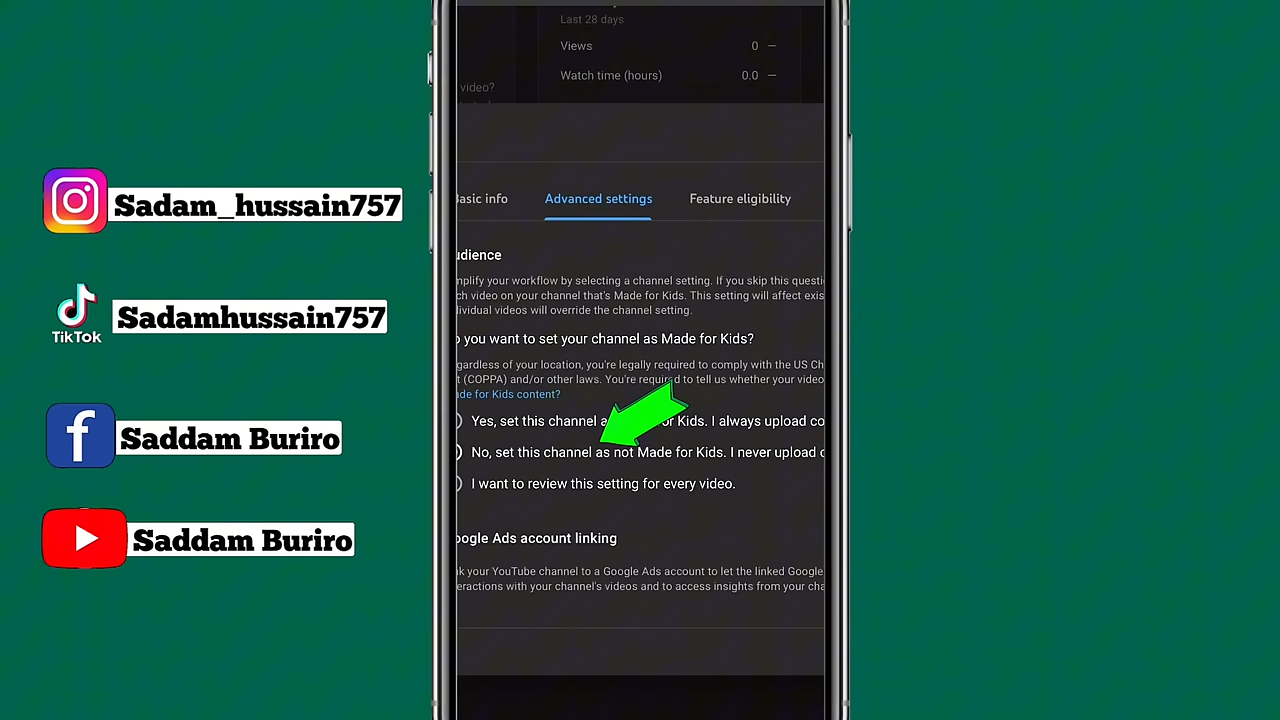 Last 28 days
Views 0 –
Watch time (hours) 0.0 –
video?
Basic info Advanced settings Feature eligibility
udience
nplify your workflow by selecting a channel setting. If you skip this questi
ch video on your channel that's Made for Kids. This setting will affect exis
dividual videos will override the channel setting.
o you want to set your channel as Made for Kids?
gardless of your location, you're legally required to comply with the US Ch
t (COPPA) and/or other laws. You're required to tell us whether your video
ade for Kids content?
Yes, set this channel a or Kids. I always upload co
No, set this channel as not Made for Kids. I never upload c
I want to review this setting for every video.
oogle Ads account linking
nk your YouTube channel to a Google Ads account to let the linked Google
eractions with your channel's videos and to access insights from your cha
Sadam_hussain757
TikTok
Sadamhussain757
f
Saddam Buriro
Saddam Buriro